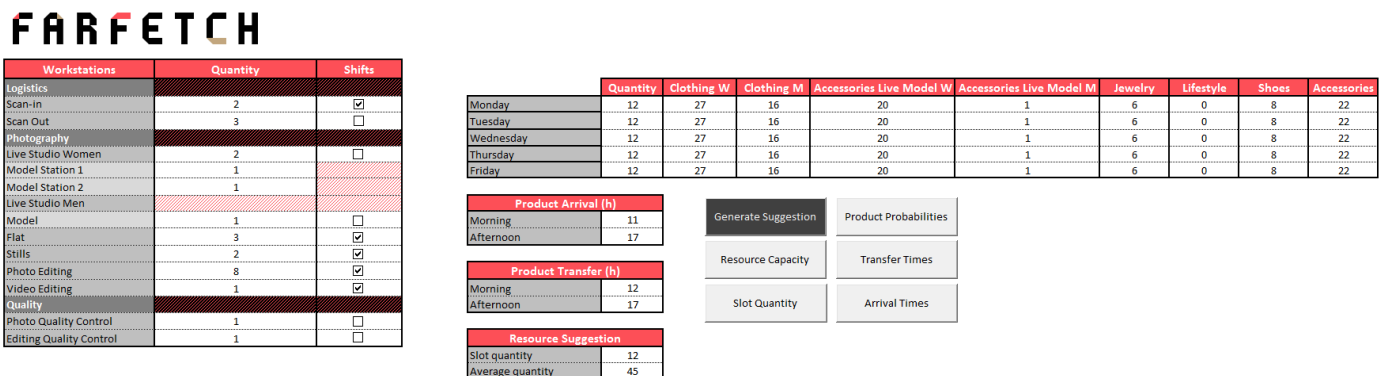 FARFETCH
Workstations Quantity Shifts
Logistics
Scan-in 2
Scan Out 3
Photography
Live Studio Women 2
Model Station 1 1
Model Station 2 1
Live Studio Men
Model 1
Flat 3
Stills 2
Photo Editing 8
Video Editing 1
Quality
Photo Quality Control 1
Editing Quality Control 1
Quantity Clothing W Clothing M Accessories Live Model W Accessories Live Model M Jewelry Lifestyle Shoes Accessories
Monday 12 27 16 20 1 6 0 8 22
Tuesday 12 27 16 20 1 6 0 8 22
Wednesday 12 27 16 20 1 6 0 8 22
Thursday 12 27 16 20 1 6 0 8 22
Friday 12 27 16 20 1 6 0 8 22
Product Arrival (h)
Morning 11
Afternoon 17
Product Transfer (h)
Morning 12
Afternoon 17
Resource Suggestion
Slot quantity 12
Average quantity 45
Generate Suggestion Product Probabilities
Resource Capacity Transfer Times
Slot Quantity Arrival Times